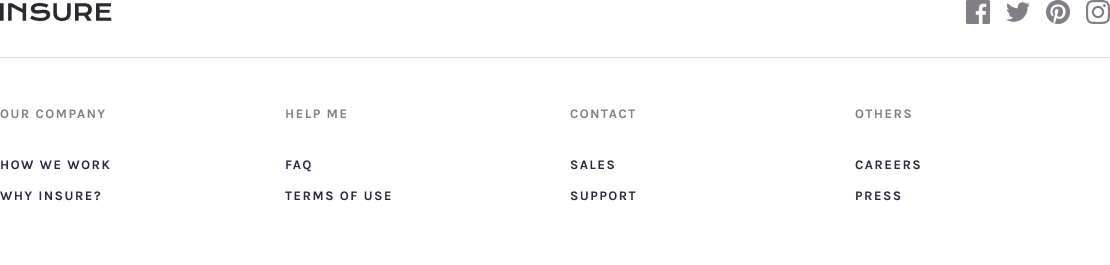 INSURE
OUR COMPANY
HOW WE WORK
WHY INSURE?
HELP ME
FAQ
TERMS OF USE
CONTACT
SALES
SUPPORT
OTHERS
CAREERS
PRESS